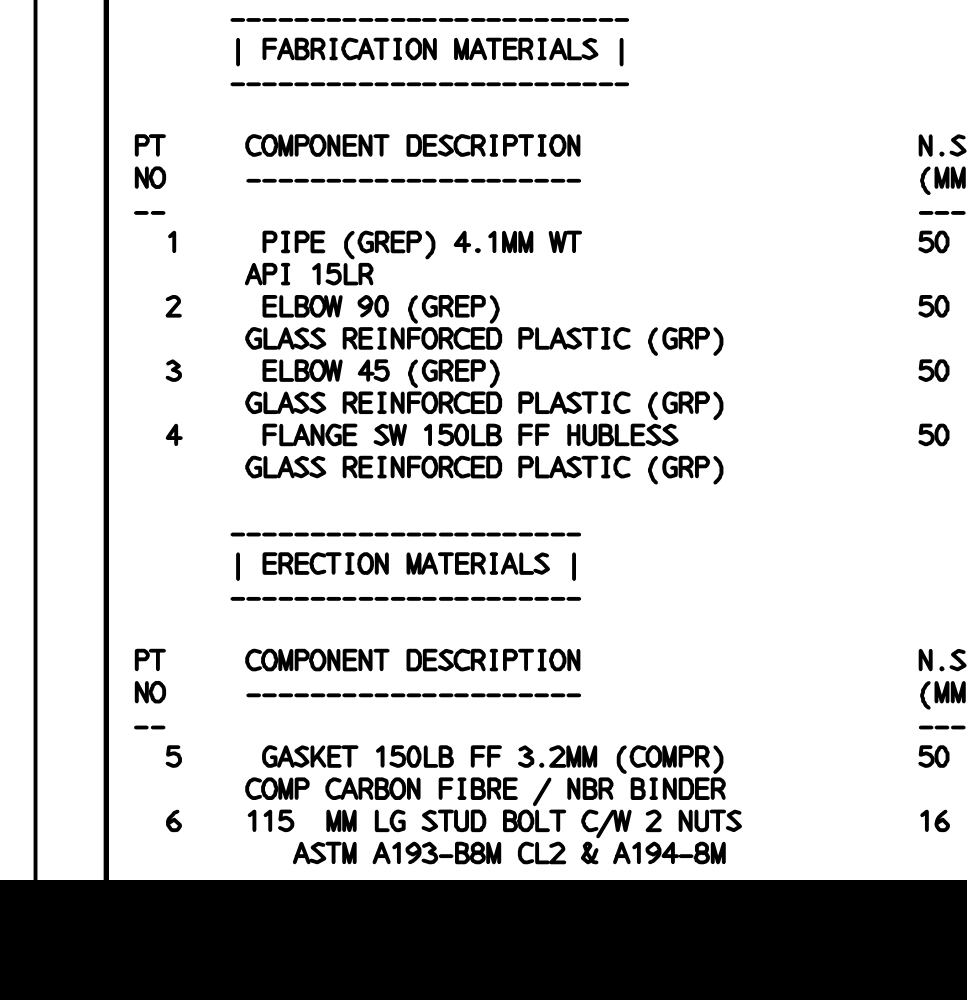 --------------------------
| FABRICATION MATERIALS |
--------------------------
PT COMPONENT DESCRIPTION N.S
NO --------------------- (MM
-- ---
1 PIPE (GREP) 4.1MM WT 50
API 15LR
2 ELBOW 90 (GREP) 50
GLASS REINFORCED PLASTIC (GRP)
3 ELBOW 45 (GREP) 50
GLASS REINFORCED PLASTIC (GRP)
4 FLANGE SW 150LB FF HUBLESS 50
GLASS REINFORCED PLASTIC (GRP)
----------------------
| ERECTION MATERIALS |
----------------------
PT COMPONENT DESCRIPTION N.S
NO --------------------- (MM
-- ---
5 GASKET 150LB FF 3.2MM (COMPR) 50
COMP CARBON FIBRE / NBR BINDER
6 115 MM LG STUD BOLT C/W 2 NUTS 16
ASTM A193-B8M CL2 & A194-8M